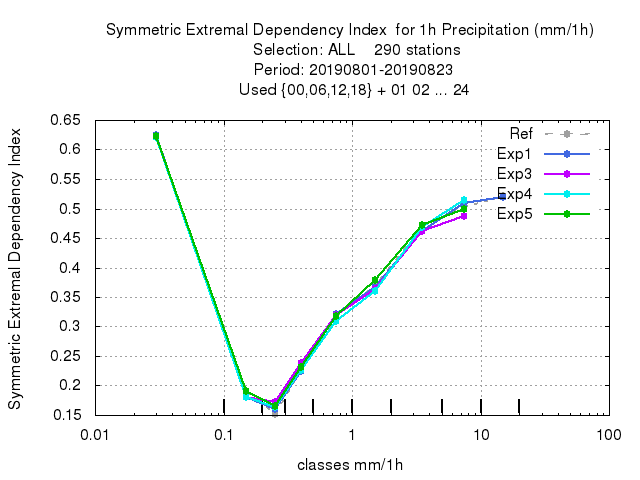 Symmetric Extremal Dependency Index  for 1h Precipitation (mm/1h)
Selection: ALL    290 stations
Period: 20190801-20190823
Used {00,06,12,18} + 01 02 ... 24
Symmetric Extremal Dependency Index
0.65
0.6
0.55
0.5
0.45
0.4
0.35
0.3
0.25
0.2
0.15
Ref
Exp1
Exp3
Exp4
Exp5
0.01 0.1 1 10 100
classes mm/1h